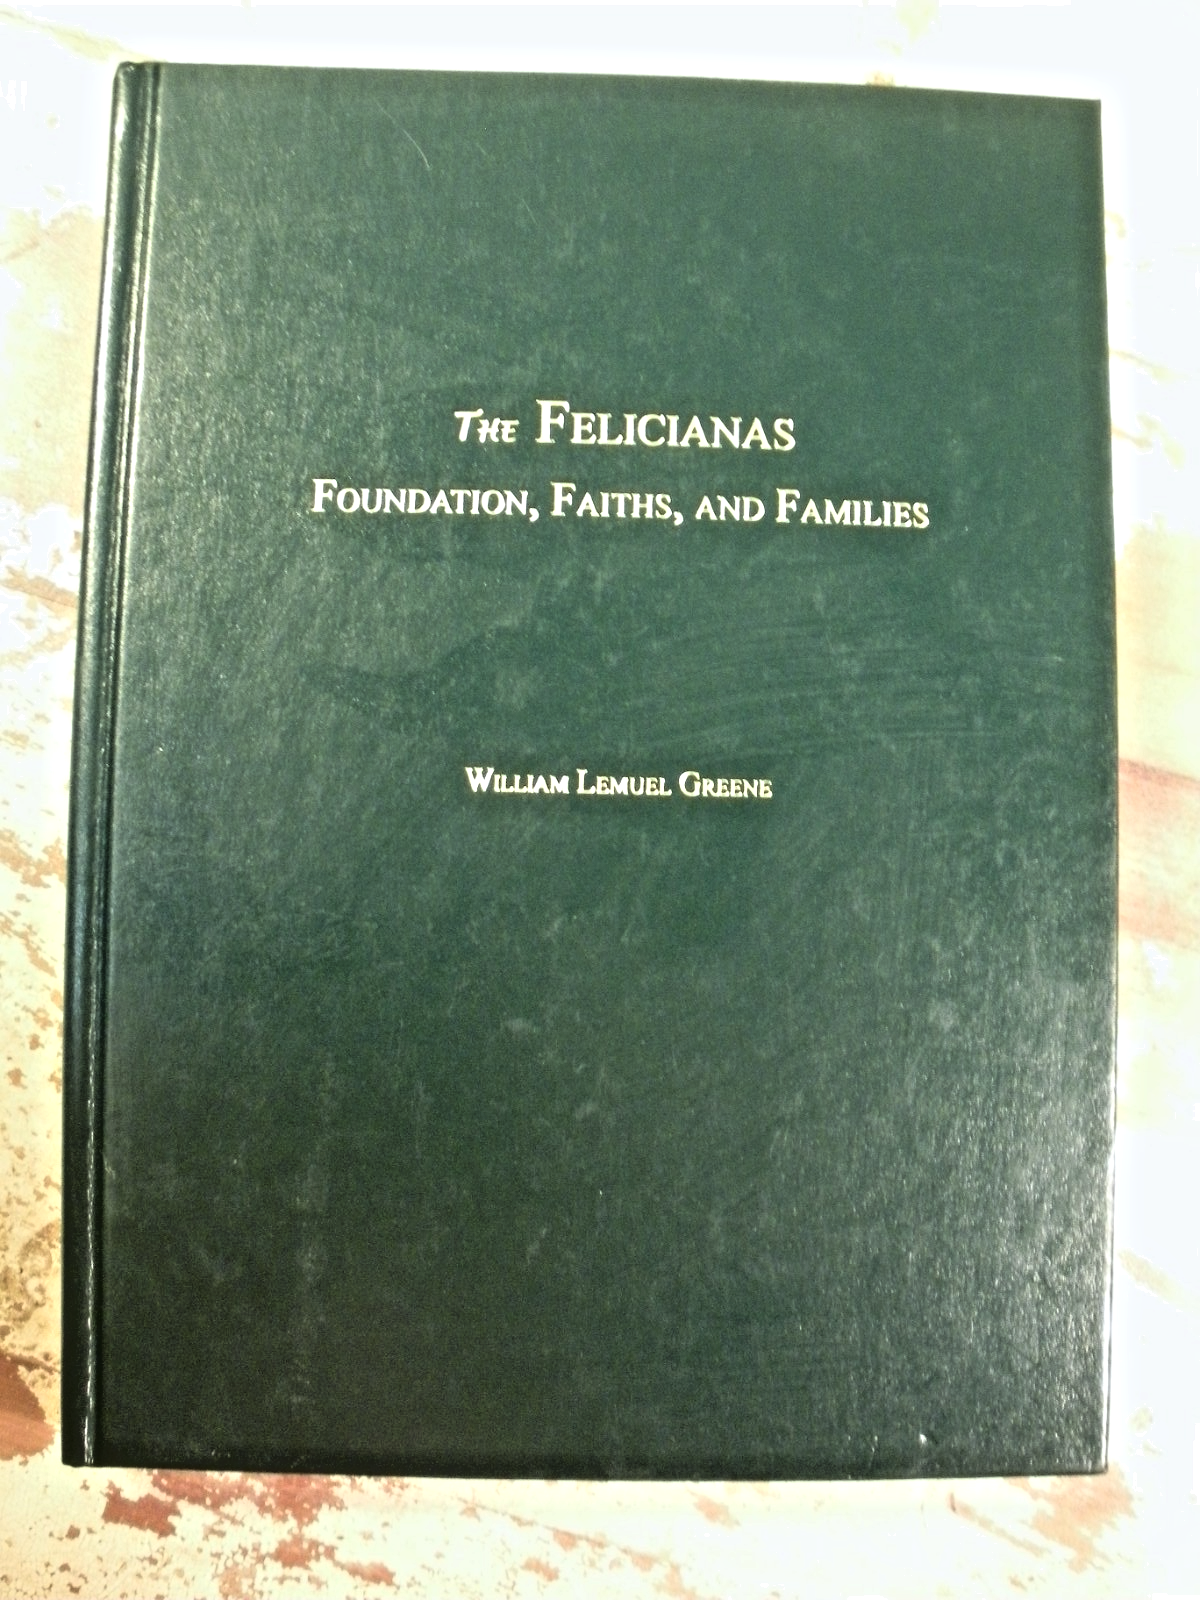 THE FELICIANAS
FOUNDATION, FAITHS, AND FAMILIES
WILLIAM LEMUEL GREENE